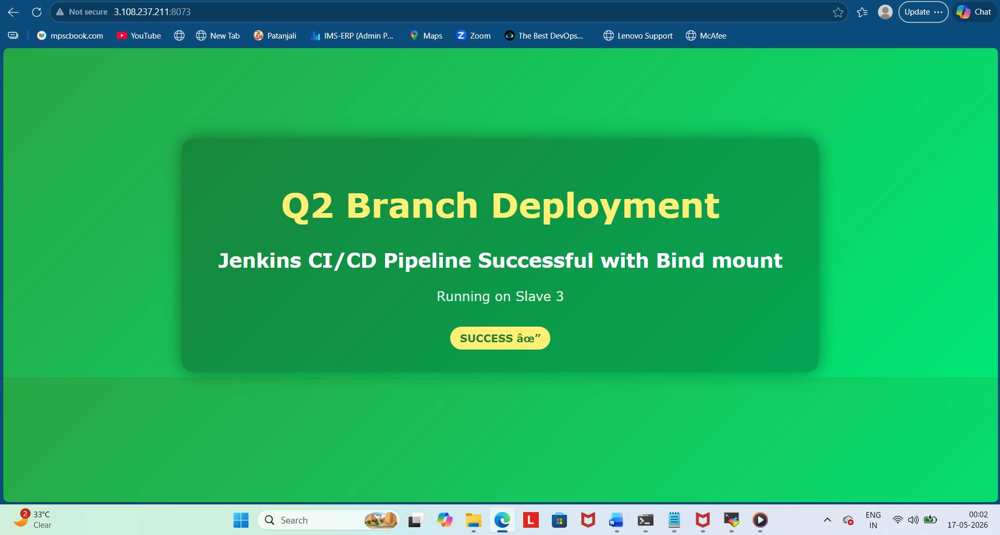 Not secure 3.108.237.211:8073 Update ··· Chat
mpscbook.com YouTube New Tab Patanjali IMS-ERP (Admin P... Maps Zoom The Best DevOps... Lenovo Support McAfee
Q2 Branch Deployment
Jenkins CI/CD Pipeline Successful with Bind mount
Running on Slave 3
SUCCESS âœ”
2 33°C
Clear
Search
L
W
ENG
IN
00:02
17-05-2026